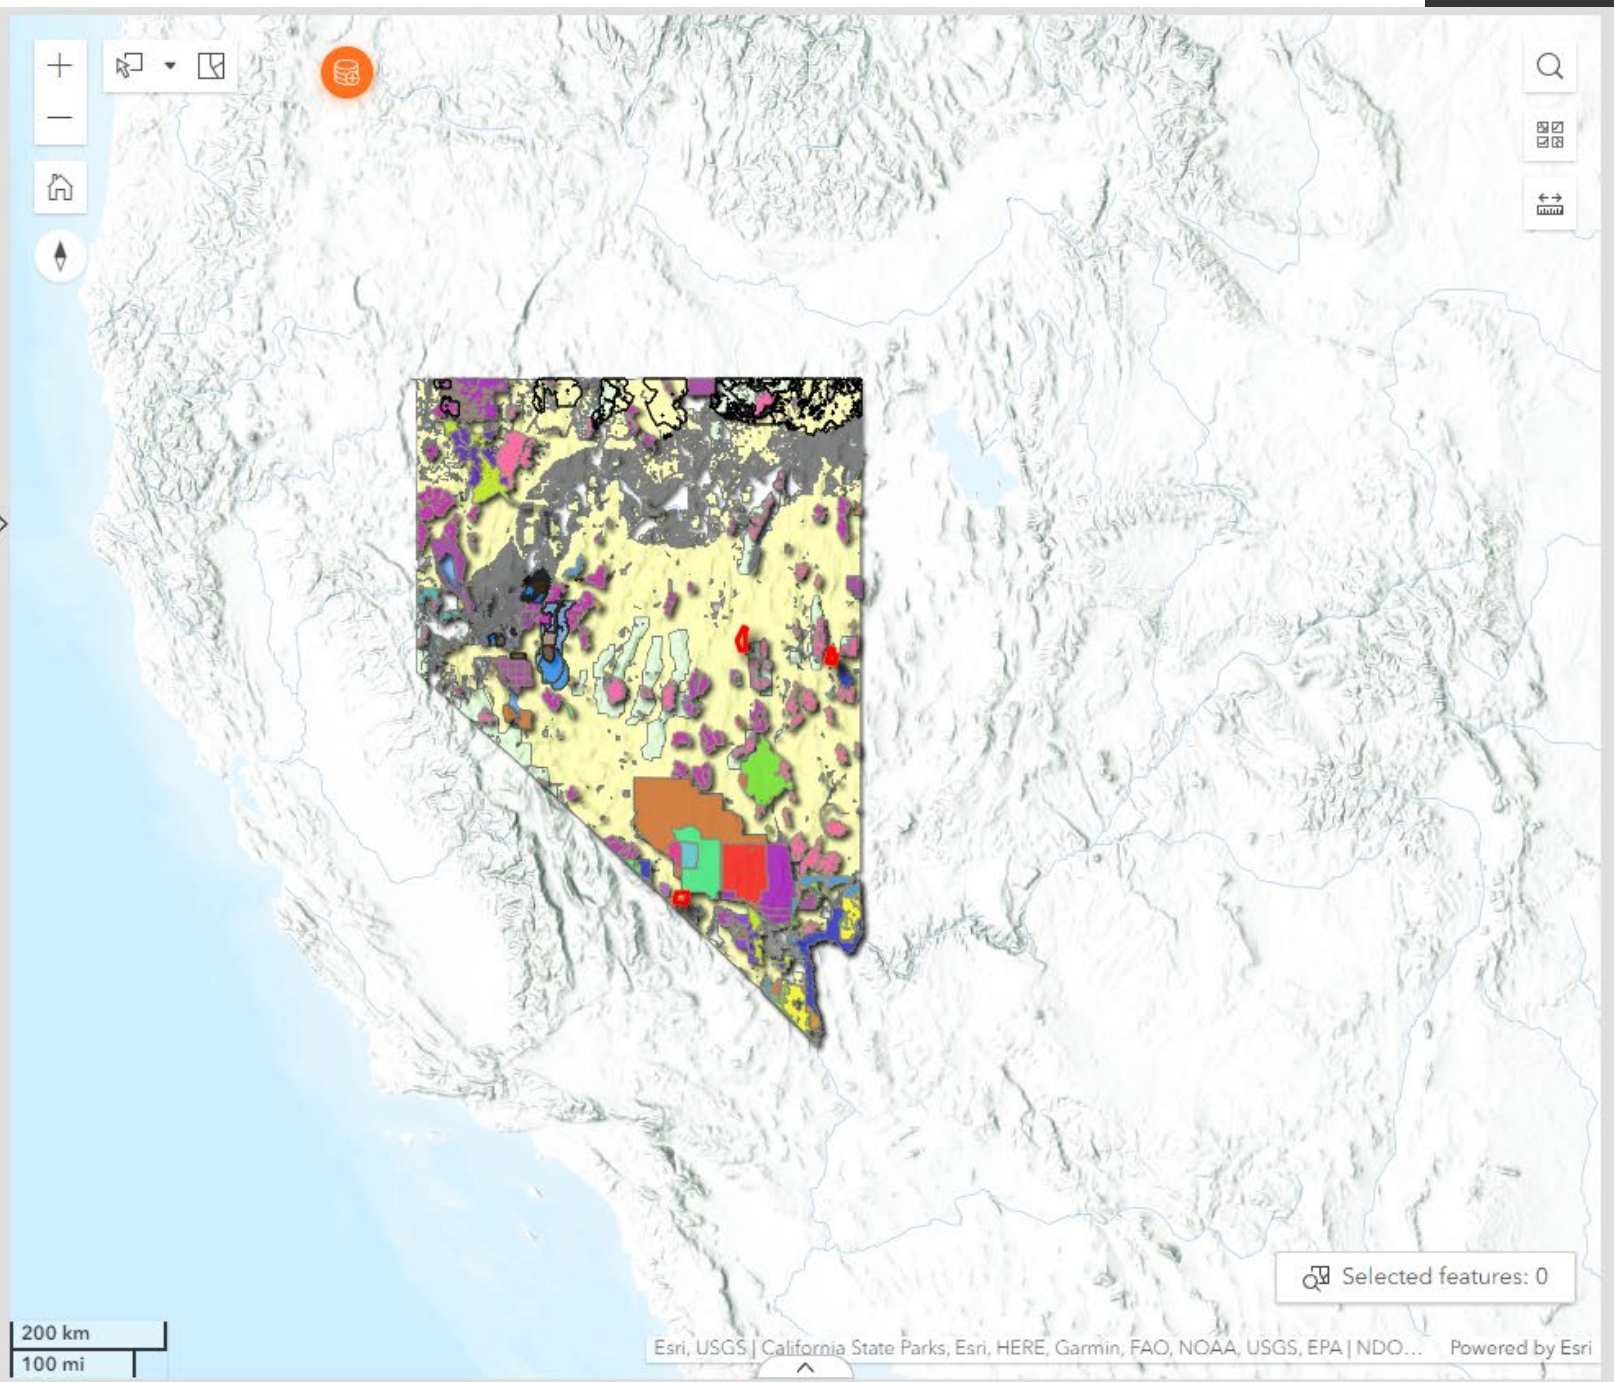 Selected features: 0
200 km
100 mi
Esri, USGS | California State Parks, Esri, HERE, Garmin, FAO, NOAA, USGS, EPA | NDO...
Powered by Esri